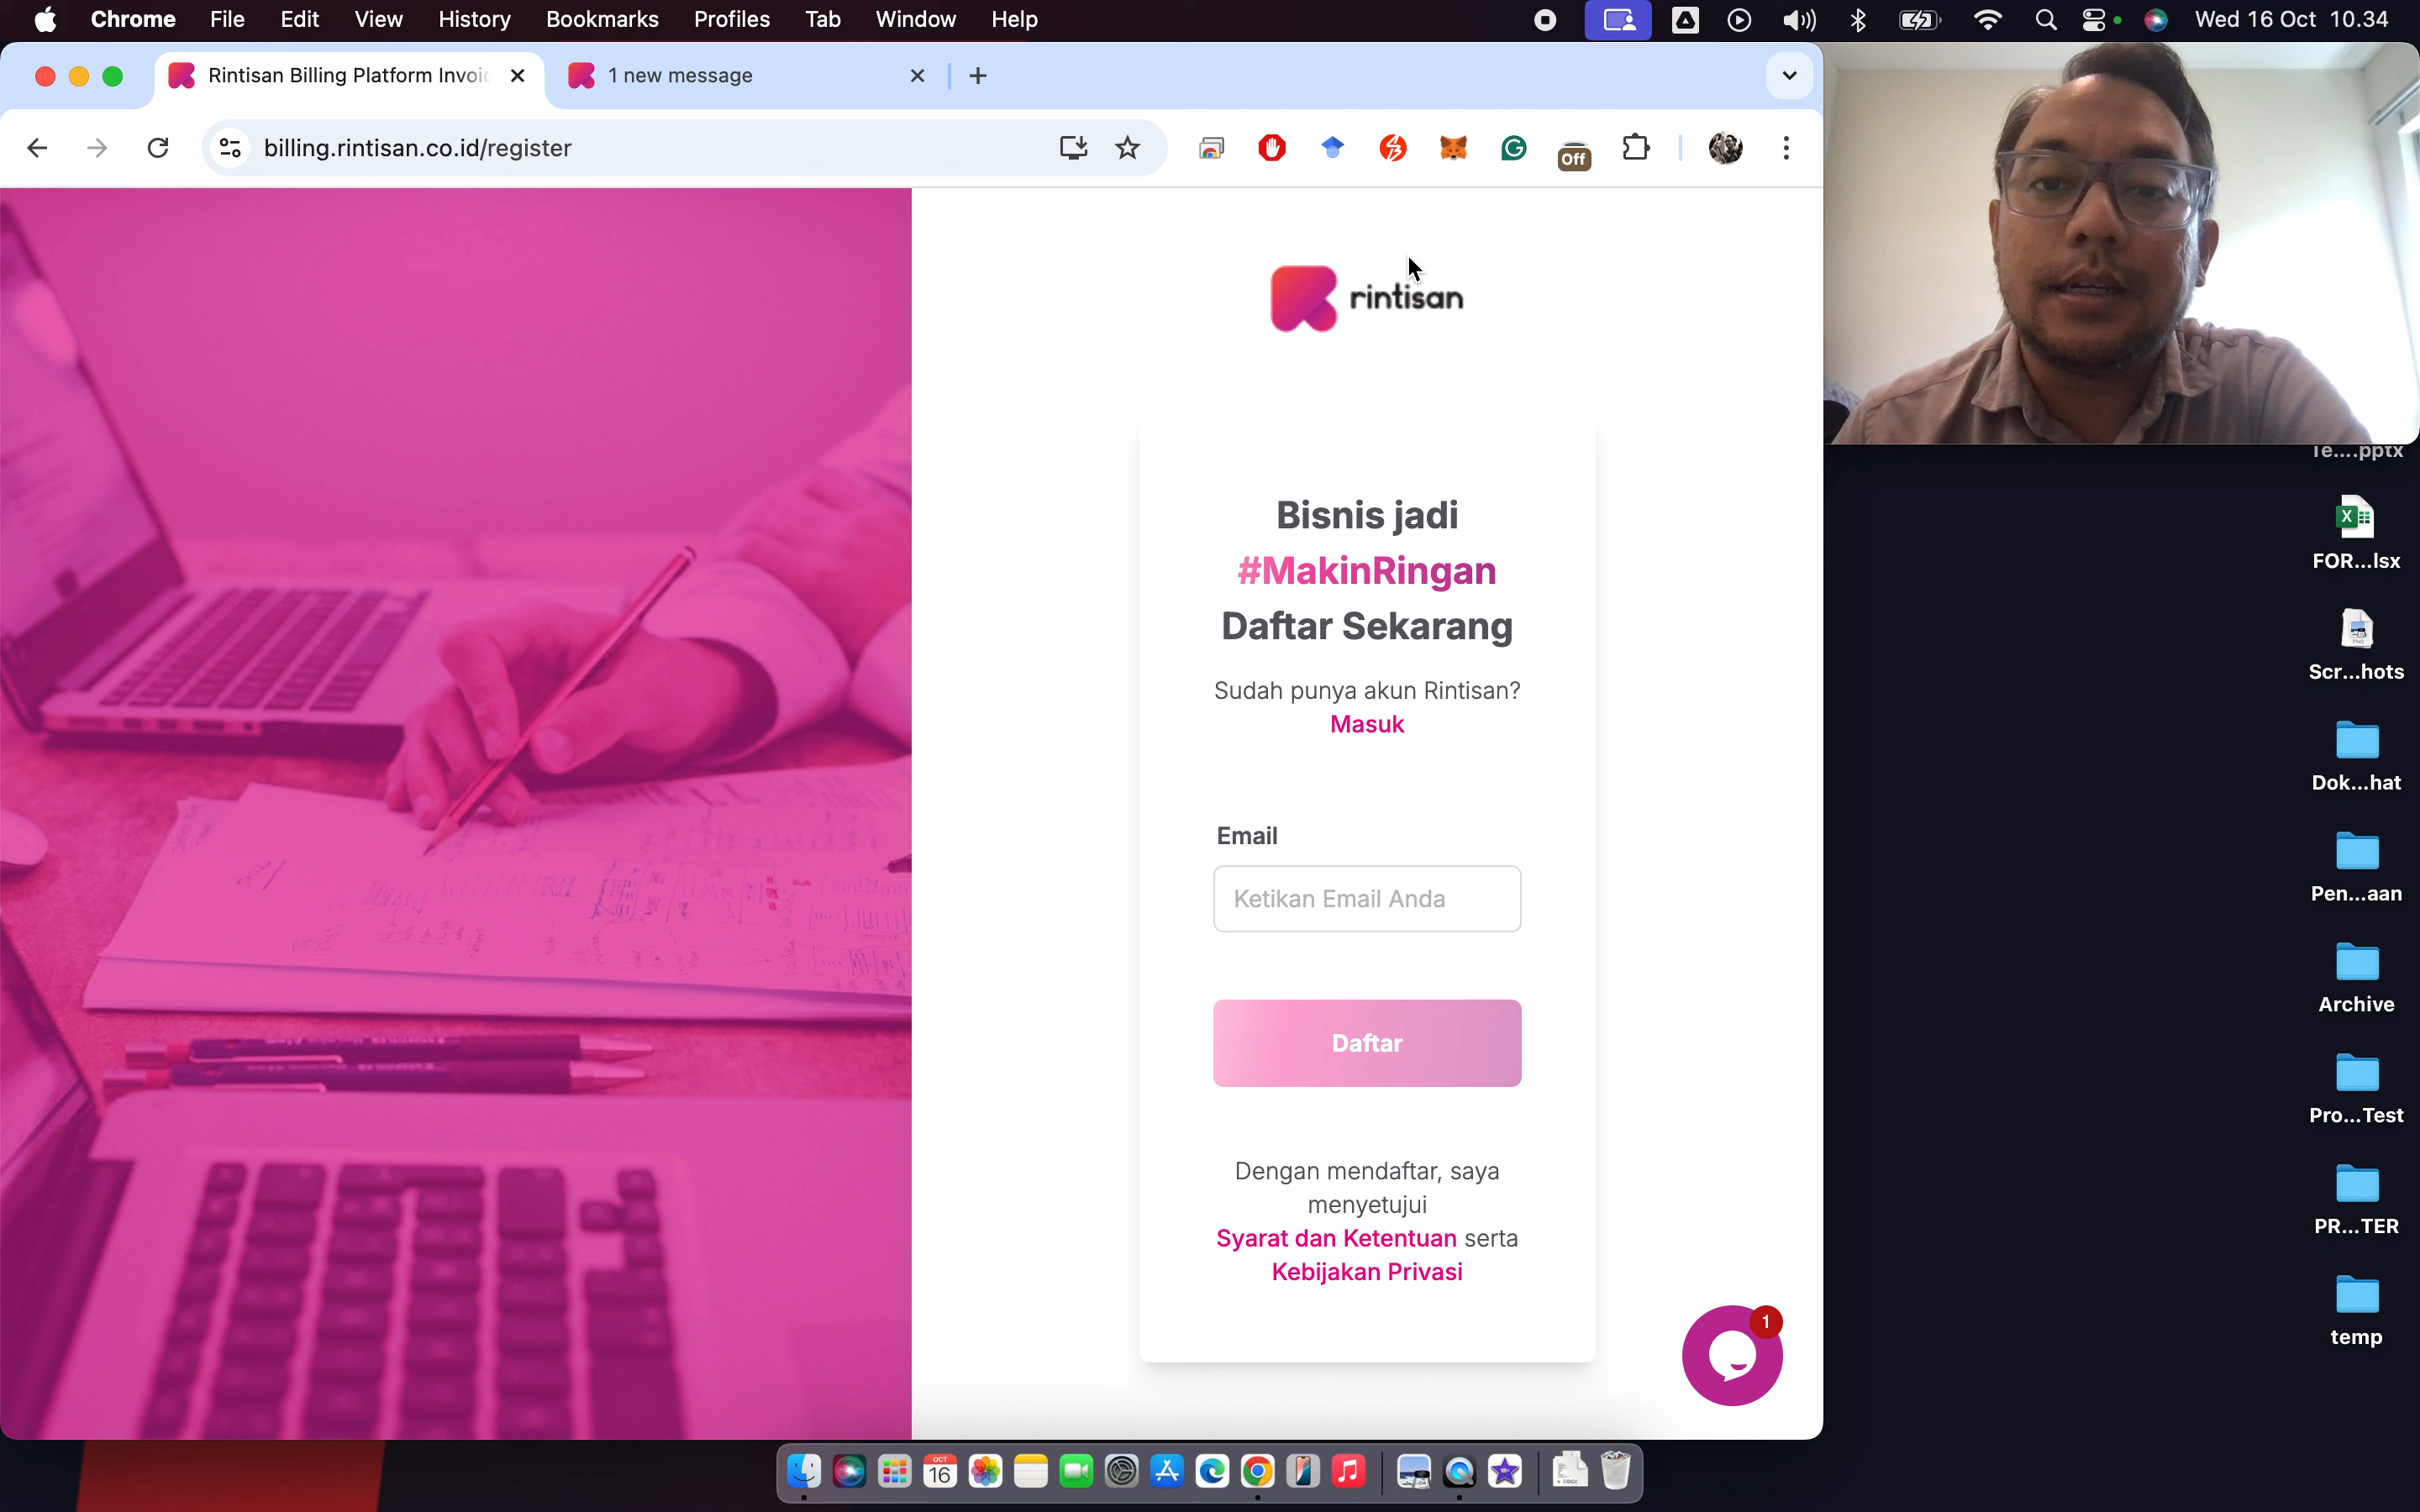 Chrome File Edit View History Bookmarks Profiles Tab Window Help Wed 16 Oct 10.34
Rintisan Billing Platform Invoi
1 new message
billing.rintisan.co.id/register
Off
rintisan
Bisnis jadi
#MakinRingan
Daftar Sekarang
Sudah punya akun Rintisan?
Masuk
Email
Ketikan Email Anda
Daftar
Dengan mendaftar, saya
menyetujui
Syarat dan Ketentuan serta
Kebijakan Privasi
1
Te....pptx
FOR...lsx
Scr...hots
Dok...hat
Pen...aan
Archive
Pro...Test
PR...TER
temp
OCT
16